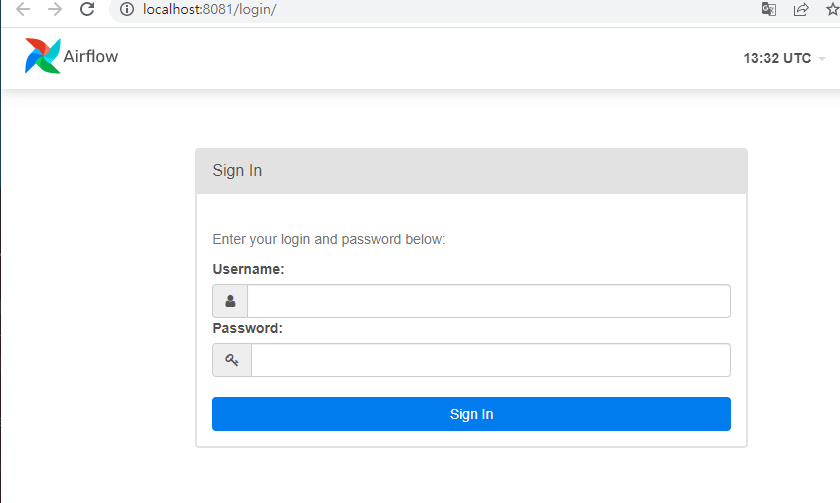 localhost:8081/login/
Airflow
13:32 UTC
Sign In
Enter your login and password below:
Username:
Password:
Sign In